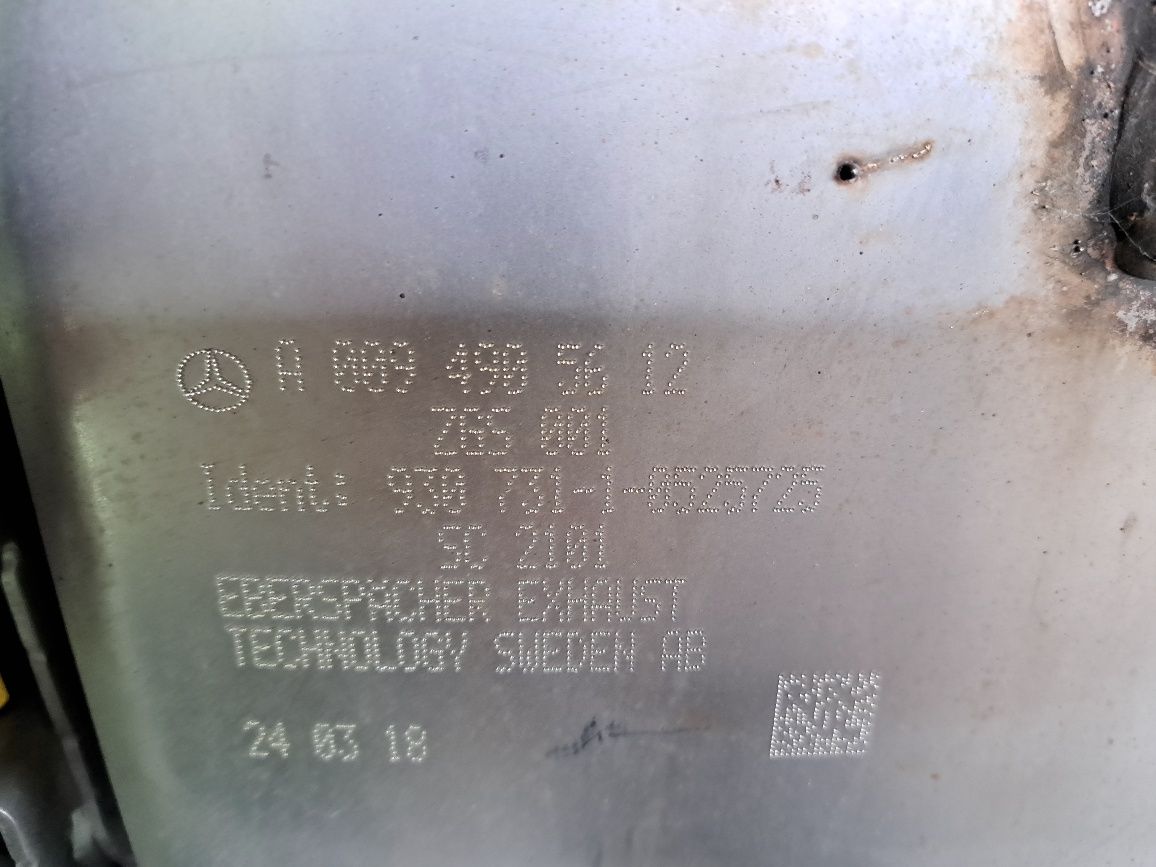 A 009 490 56 12
ZGS 001
Ident: 930 731-1-0525725
SC 2101
EBERSPACHER EXHAUST
TECHNOLOGY SWEDEN AB
24 03 18